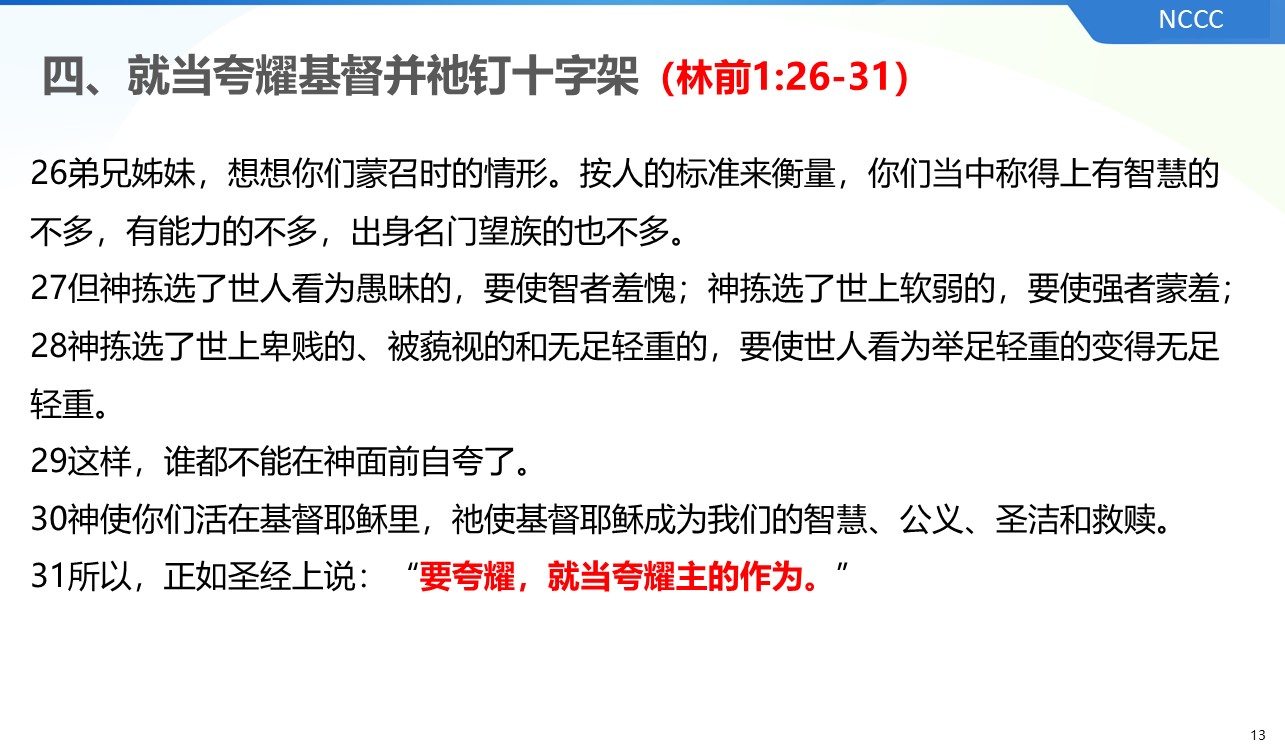 NCCC
四、就当夸耀基督并祂钉十字架（林前1:26-31）
26弟兄姊妹，想想你们蒙召时的情形。按人的标准来衡量，你们当中称得上有智慧的
不多，有能力的不多，出身名门望族的也不多。
27但神拣选了世人看为愚昧的，要使智者羞愧；神拣选了世上软弱的，要使强者蒙羞；
28神拣选了世上卑贱的、被藐视的和无足轻重的，要使世人看为举足轻重的变得无足
轻重。
29这样，谁都不能在神面前自夸了。
30神使你们活在基督耶稣里，祂使基督耶稣成为我们的智慧、公义、圣洁和救赎。
31所以，正如圣经上说：“要夸耀，就当夸耀主的作为。”
13